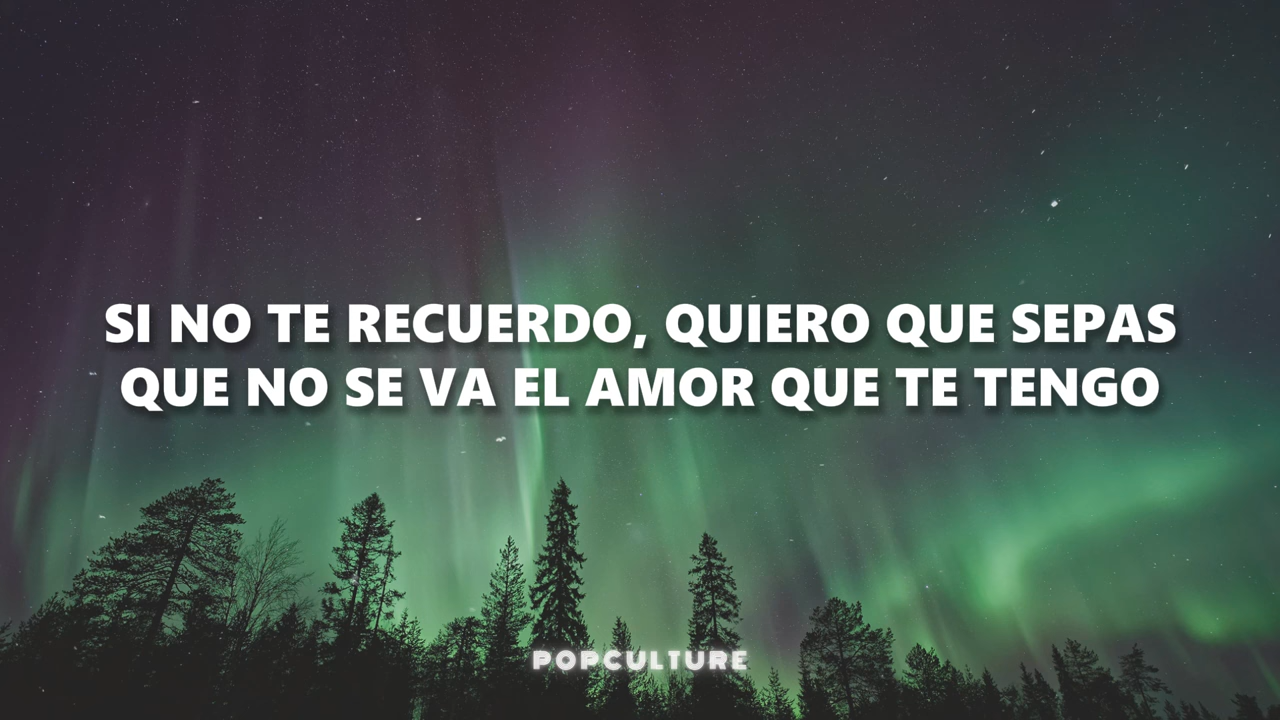 SI NO TE RECUERDO, QUIERO QUE SEPAS
QUE NO SE VA EL AMOR QUE TE TENGO
POPCULTURE